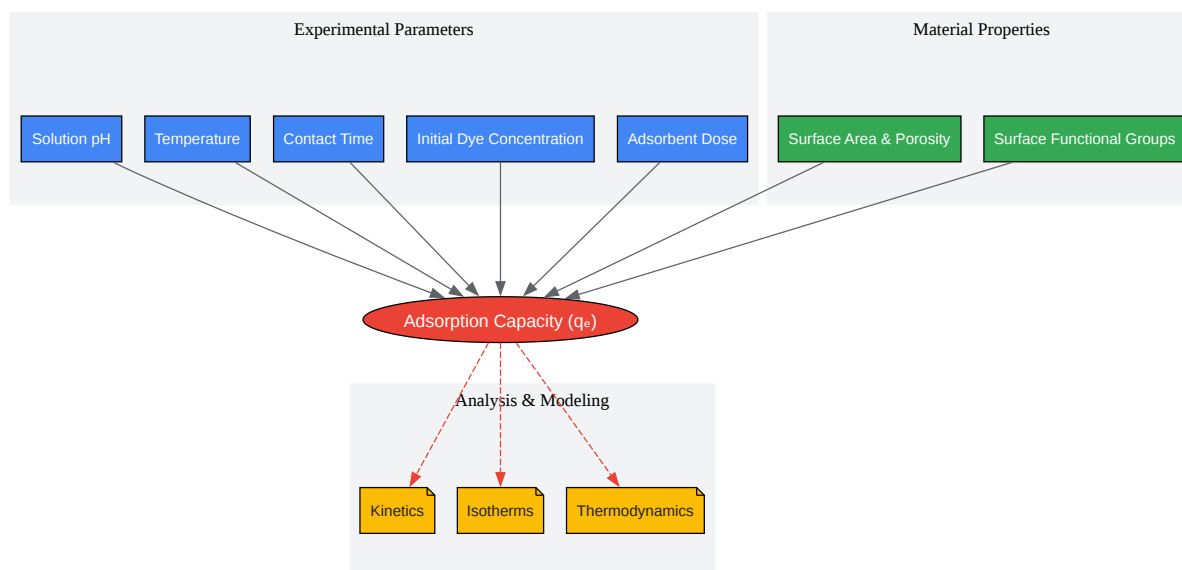 Experimental Parameters
Material Properties
Solution pH
Temperature
Contact Time
Initial Dye Concentration
Adsorbent Dose
Surface Area & Porosity
Surface Functional Groups
Adsorption Capacity (qₑ)
Analysis & Modeling
Kinetics
Isotherms
Thermodynamics